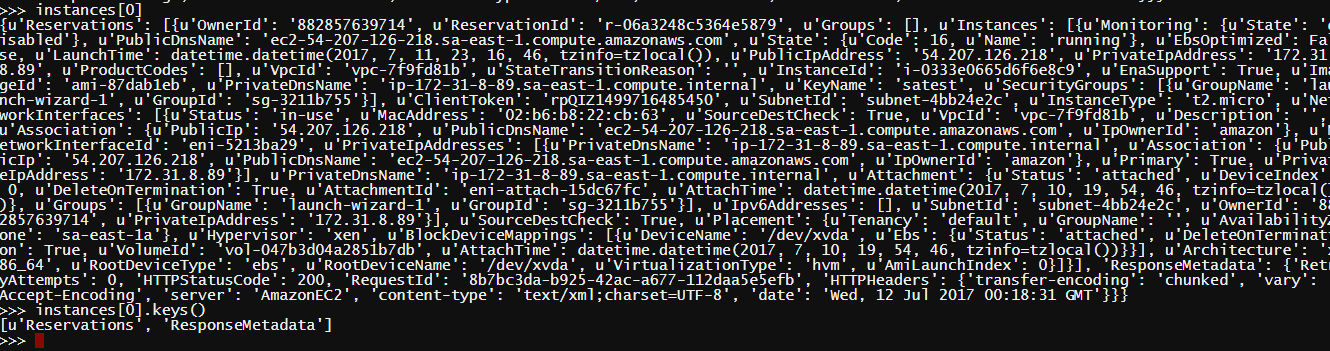 >>> instances[0]
{u'Reservations': [{u'OwnerId': '882857639714', u'ReservationId': 'r-06a3248c5364e5879', u'Groups': [], u'Instances': [{u'Monitoring': {u'State': 'd
isabled'}, u'PublicDnsName': 'ec2-54-207-126-218.sa-east-1.compute.amazonaws.com', u'State': {u'Code': 16, u'Name': 'running'}, u'EbsOptimized': Fal
se, u'LaunchTime': datetime.datetime(2017, 7, 11, 23, 16, 46, tzinfo=tzlocal()), u'PublicIpAddress': '54.207.126.218', u'PrivateIpAddress': '172.31.
8.89', u'ProductCodes': [], u'VpcId': 'vpc-7f9fd81b', u'StateTransitionReason': '', u'InstanceId': 'i-0333e0665d6f6e8c9', u'EnaSupport': True, u'Ima
geId': 'ami-87dab1eb', u'PrivateDnsName': 'ip-172-31-8-89.sa-east-1.compute.internal', u'KeyName': 'satest', u'SecurityGroups': [{u'GroupName': 'lau
nch-wizard-1', u'GroupId': 'sg-3211b755'}], u'ClientToken': 'rpQIZ1499716485450', u'SubnetId': 'subnet-4bb24e2c', u'InstanceType': 't2.micro', u'Net
workInterfaces': [{u'Status': 'in-use', u'MacAddress': '02:b6:b8:22:cb:63', u'SourceDestCheck': True, u'VpcId': 'vpc-7f9fd81b', u'Description': '',
u'Association': {u'PublicIp': '54.207.126.218', u'PublicDnsName': 'ec2-54-207-126-218.sa-east-1.compute.amazonaws.com', u'IpOwnerId': 'amazon'}, u'N
etworkInterfaceId': 'eni-5213ba29', u'PrivateIpAddresses': [{u'PrivateDnsName': 'ip-172-31-8-89.sa-east-1.compute.internal', u'Association': {u'Publ
icIp': '54.207.126.218', u'PublicDnsName': 'ec2-54-207-126-218.sa-east-1.compute.amazonaws.com', u'IpOwnerId': 'amazon'}, u'Primary': True, u'Privat
eIpAddress': '172.31.8.89'}], u'PrivateDnsName': 'ip-172-31-8-89.sa-east-1.compute.internal', u'Attachment': {u'Status': 'attached', u'DeviceIndex':
0, u'DeleteOnTermination': True, u'AttachmentId': 'eni-attach-15dc67fc', u'AttachTime': datetime.datetime(2017, 7, 10, 19, 54, 46, tzinfo=tzlocal()
)}, u'Groups': [{u'GroupName': 'launch-wizard-1', u'GroupId': 'sg-3211b755'}], u'Ipv6Addresses': [], u'SubnetId': 'subnet-4bb24e2c', u'OwnerId': '88
2857639714', u'PrivateIpAddress': '172.31.8.89'}], u'SourceDestCheck': True, u'Placement': {u'Tenancy': 'default', u'GroupName': '', u'AvailabilityZ
one': 'sa-east-1a'}, u'Hypervisor': 'xen', u'BlockDeviceMappings': [{u'DeviceName': '/dev/xvda', u'Ebs': {u'Status': 'attached', u'DeleteOnTerminati
on': True, u'VolumeId': 'vol-047b3d04a2851b7db', u'AttachTime': datetime.datetime(2017, 7, 10, 19, 54, 46, tzinfo=tzlocal())}}], u'Architecture': 'x
86_64', u'RootDeviceType': 'ebs', u'RootDeviceName': '/dev/xvda', u'VirtualizationType': 'hvm', u'AmiLaunchIndex': 0}]}], 'ResponseMetadata': {'Retr
yAttempts': 0, 'HTTPStatusCode': 200, 'RequestId': '8b7bc3da-b925-42ac-a677-112daa5e5efb', 'HTTPHeaders': {'transfer-encoding': 'chunked', 'vary': '
Accept-Encoding', 'server': 'AmazonEC2', 'content-type': 'text/xml;charset=UTF-8', 'date': 'Wed, 12 Jul 2017 00:18:31 GMT'}}}
>>> instances[0].keys()
[u'Reservations', 'ResponseMetadata']
>>>